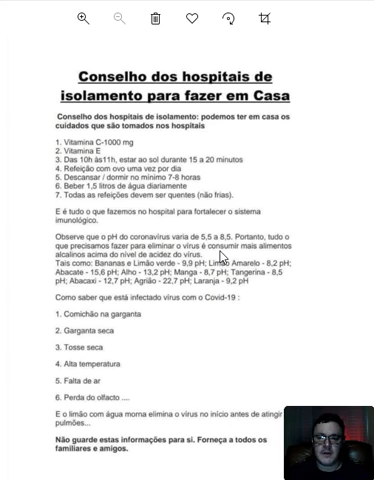 Conselho dos hospitais de
isolamento para fazer em Casa
Conselho dos hospitais de isolamento: podemos ter em casa os
cuidados que são tomados nos hospitais
1. Vitamina C-1000 mg
2. Vitamina E
3. Das 10h às11h, estar ao sol durante 15 a 20 minutos
4. Refeição com ovo uma vez por dia
5. Descansar / dormir no mínimo 7-8 horas
6. Beber 1,5 litros de água diariamente
7. Todas as refeições devem ser quentes (não frias).
E é tudo o que fazemos no hospital para fortalecer o sistema
imunológico.
Observe que o pH do coronavírus varia de 5,5 a 8,5. Portanto, tudo o
que precisamos fazer para eliminar o vírus é consumir mais alimentos
alcalinos acima do nível de acidez do vírus.
Tais como: Bananas e Limão verde - 9,9 pH; Limão Amarelo - 8,2 pH;
Abacate - 15,6 pH; Alho - 13,2 pH; Manga - 8,7 pH; Tangerina - 8,5
pH; Abacaxi - 12,7 pH; Agrião - 22,7 pH; Laranja - 9,2 pH
Como saber que está infectado vírus com o Covid-19 :
1. Comichão na garganta
2. Garganta seca
3. Tosse seca
4. Alta temperatura
5. Falta de ar
6. Perda do olfacto ....
E o limão com água morna elimina o vírus no início antes de atingir
pulmões...
Não guarde estas informações para si. Forneça a todos os
familiares e amigos.